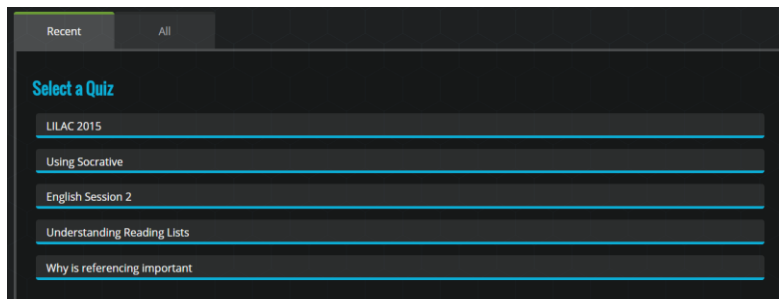 Recent
All
Select a Quiz
LILAC 2015
Using Socrative
English Session 2
Understanding Reading Lists
Why is referencing important